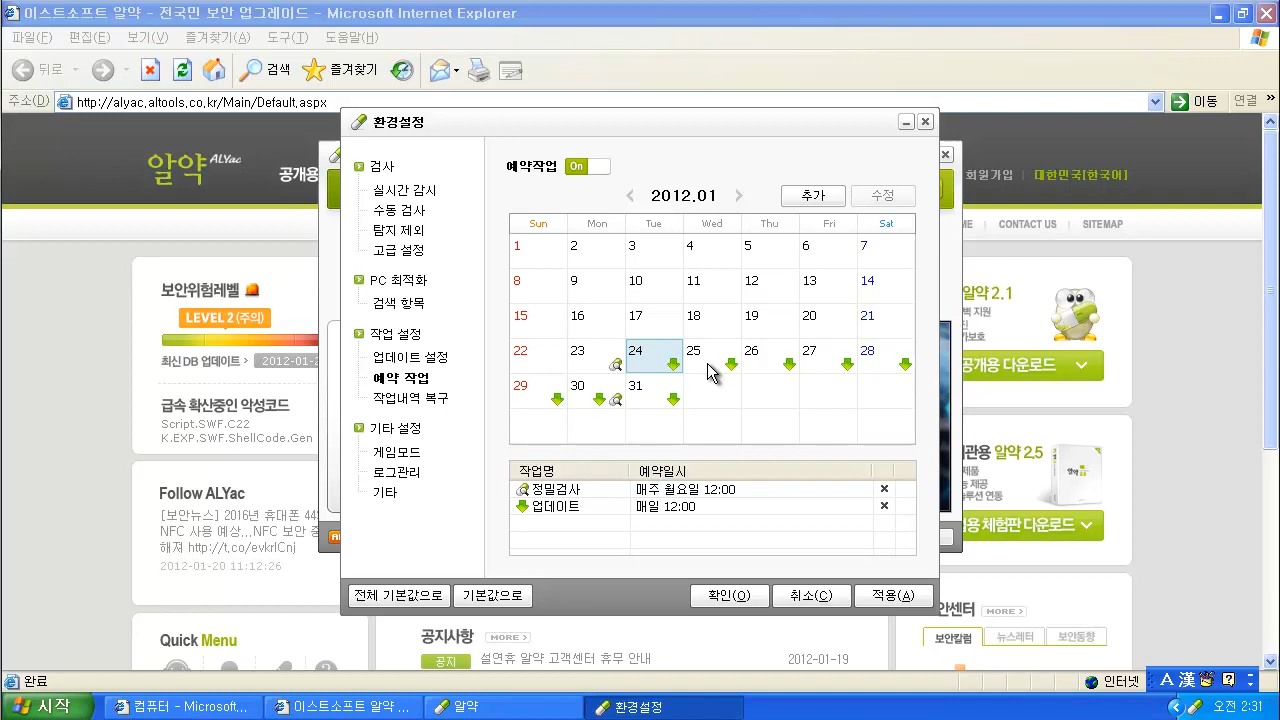 이스트소프트 알약 - 전국민 보안 업그레이드 - Microsoft Internet Explorer
파일(F) 편집(E) 보기(V) 즐겨찾기(A) 도구(T) 도움말(H)
뒤로 검색 즐겨찾기
주소(D) http://alyac.altools.co.kr/Main/Default.aspx 이동 연결 »
알약 ALYac 공개용
회원가입 대한민국[한국어]
ME CONTACT US SITEMAP
보안위험레벨
LEVEL 2 (주의)
최신 DB 업데이트 > 2012-01-2
급속 확산중인 악성코드
Script.SWF.C22
K.EXP.SWF.ShellCode.Gen
Follow ALYac
[보안뉴스] 2016년 휴대폰 44
NFC 사용 예상...NFC 보안 중
해져 http://t.co/eykrlCnj
2012-01-20 11:12:26
Quick Menu
환경설정
검사
실시간 감시
수동 검사
탐지 제외
고급 설정
PC 최적화
검색 항목
작업 설정
업데이트 설정
예약 작업
작업내역 복구
기타 설정
게임모드
로그관리
기타
예약작업 On
2012.01 추가 수정
Sun Mon Tue Wed Thu Fri Sat
1 2 3 4 5 6 7
8 9 10 11 12 13 14
15 16 17 18 19 20 21
22 23 24 25 26 27 28
29 30 31
작업명 예약일시
정밀검사 매주 월요일 12:00
업데이트 매일 12:00
전체 기본값으로 기본값으로 확인(O) 취소(C) 적용(A)
알약 2.1
벽 지원
가보호
공개용 다운로드
관용 알약 2.5
제품
능 제공
루션 연동
용 체험판 다운로드
공지사항 MORE >
공지 설연휴 알약 고객센터 휴무 안내 2012-01-19
안센터 MORE >
보안칼럼 뉴스레터 보안동향
완료 인터넷 A 漢
시작 컴퓨터 - Microsoft... 이스트소프트 알약 ... 알약 환경설정 오전 2:31